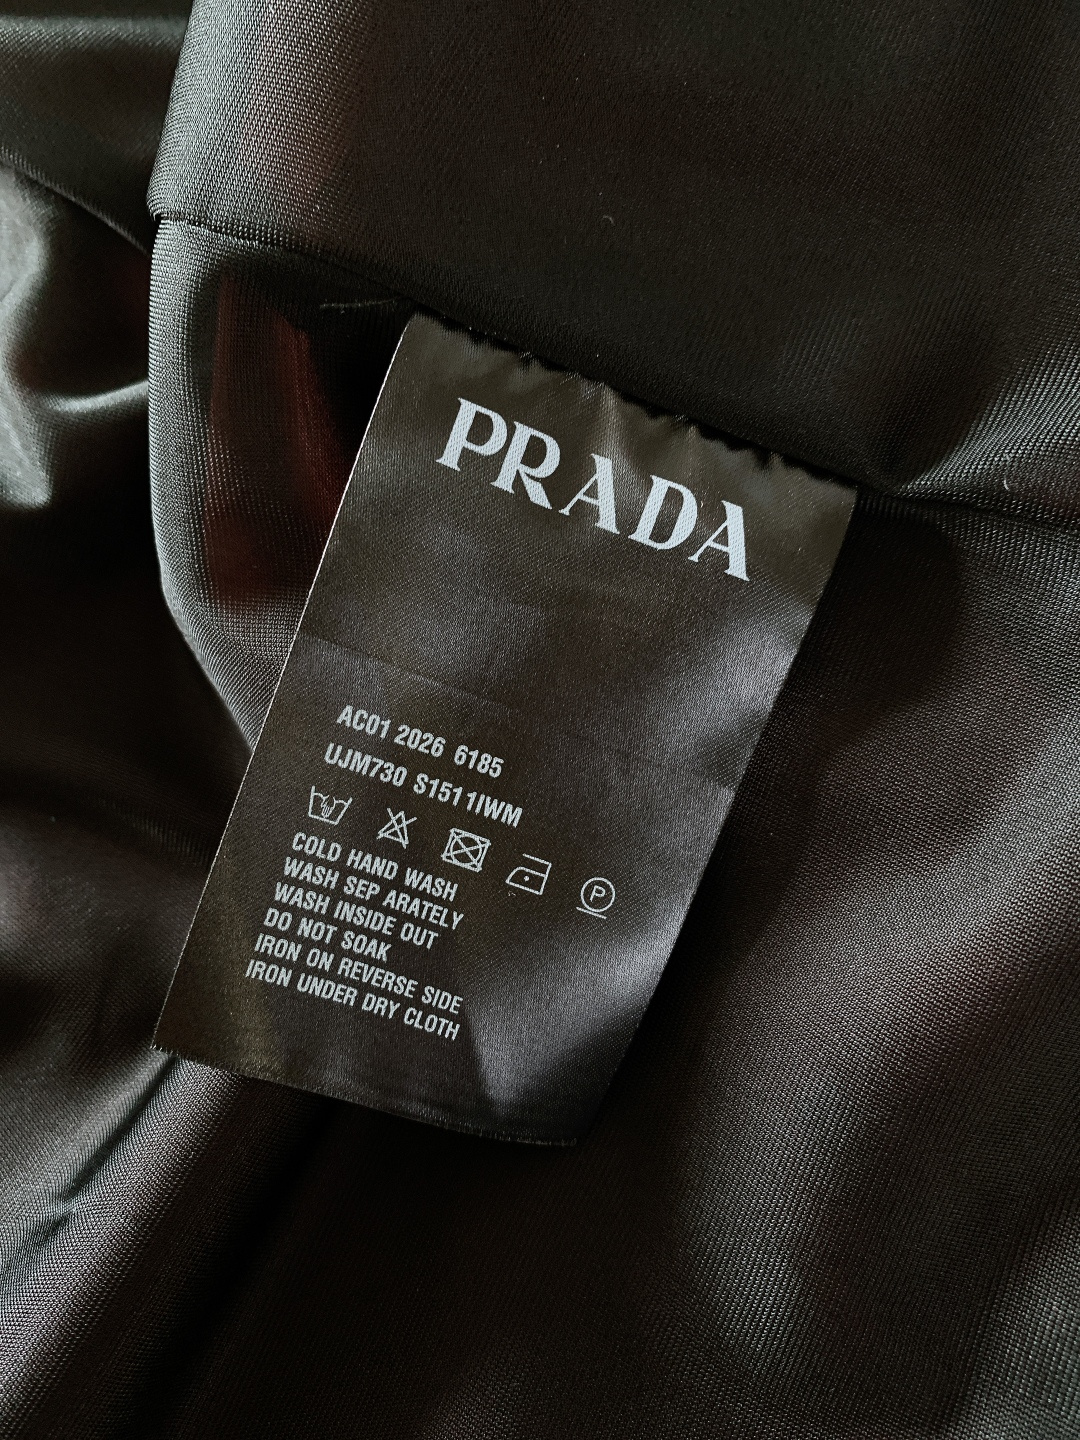 PRADA
AC01 2026 6185
UJM730 S1511IWM
P
COLD HAND WASH
WASH SEP ARATELY
WASH INSIDE OUT
DO NOT SOAK
IRON ON REVERSE SIDE
IRON UNDER DRY CLOTH